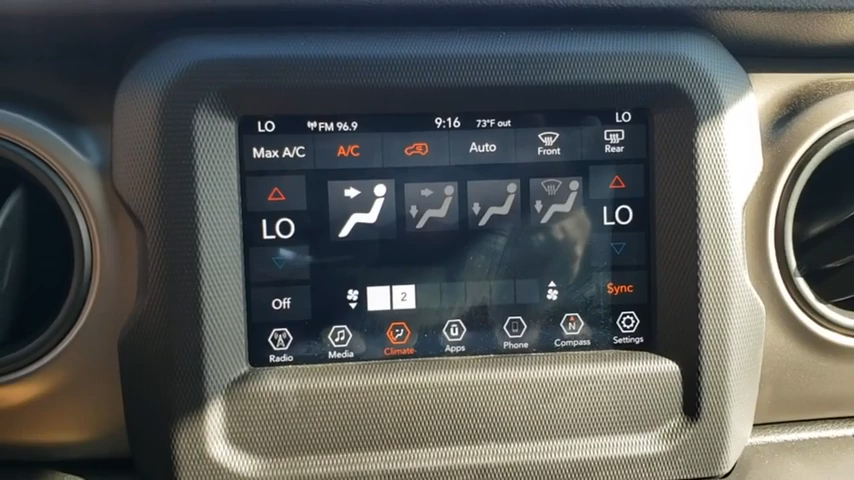 LO FM 96.9 9:16 73°F out LO
Max A/C A/C Auto Front Rear
LO LO
2
Off Sync
Radio Media Climate Apps Phone N Compass Settings